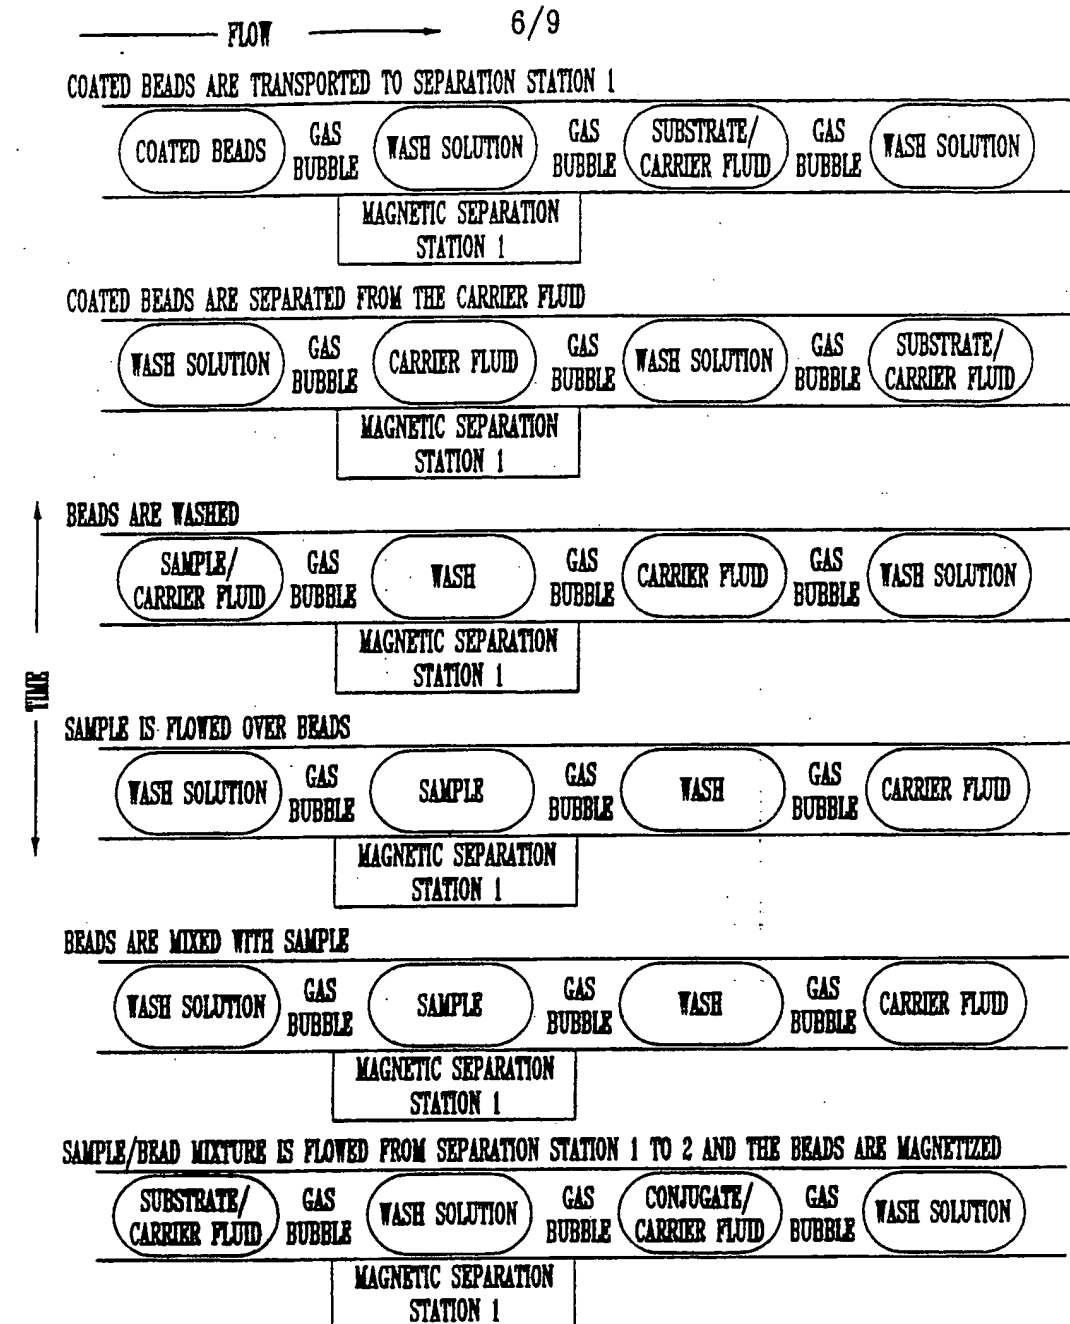 6/9
FLOW
COATED BEADS ARE TRANSPORTED TO SEPARATION STATION 1
COATED BEADS
GAS
BUBBLE
WASH SOLUTION
GAS
BUBBLE
SUBSTRATE/
CARRIER FLUID
GAS
BUBBLE
WASH SOLUTION
MAGNETIC SEPARATION
STATION 1
COATED BEADS ARE SEPARATED FROM THE CARRIER FLUID
WASH SOLUTION
GAS
BUBBLE
CARRIER FLUID
GAS
BUBBLE
WASH SOLUTION
GAS
BUBBLE
SUBSTRATE/
CARRIER FLUID
MAGNETIC SEPARATION
STATION 1
BEADS ARE WASHED
SAMPLE/
CARRIER FLUID
GAS
BUBBLE
WASH
GAS
BUBBLE
CARRIER FLUID
GAS
BUBBLE
WASH SOLUTION
MAGNETIC SEPARATION
STATION 1
TIME
SAMPLE IS FLOWED OVER BEADS
WASH SOLUTION
GAS
BUBBLE
SAMPLE
GAS
BUBBLE
WASH
GAS
BUBBLE
CARRIER FLUID
MAGNETIC SEPARATION
STATION 1
BEADS ARE MIXED WITH SAMPLE
WASH SOLUTION
GAS
BUBBLE
SAMPLE
GAS
BUBBLE
WASH
GAS
BUBBLE
CARRIER FLUID
MAGNETIC SEPARATION
STATION 1
SAMPLE/BEAD MIXTURE IS FLOWED FROM SEPARATION STATION 1 TO 2 AND THE BEADS ARE MAGNETIZED
SUBSTRATE/
CARRIER FLUID
GAS
BUBBLE
WASH SOLUTION
GAS
BUBBLE
CONJUGATE/
CARRIER FLUID
GAS
BUBBLE
WASH SOLUTION
MAGNETIC SEPARATION
STATION 1